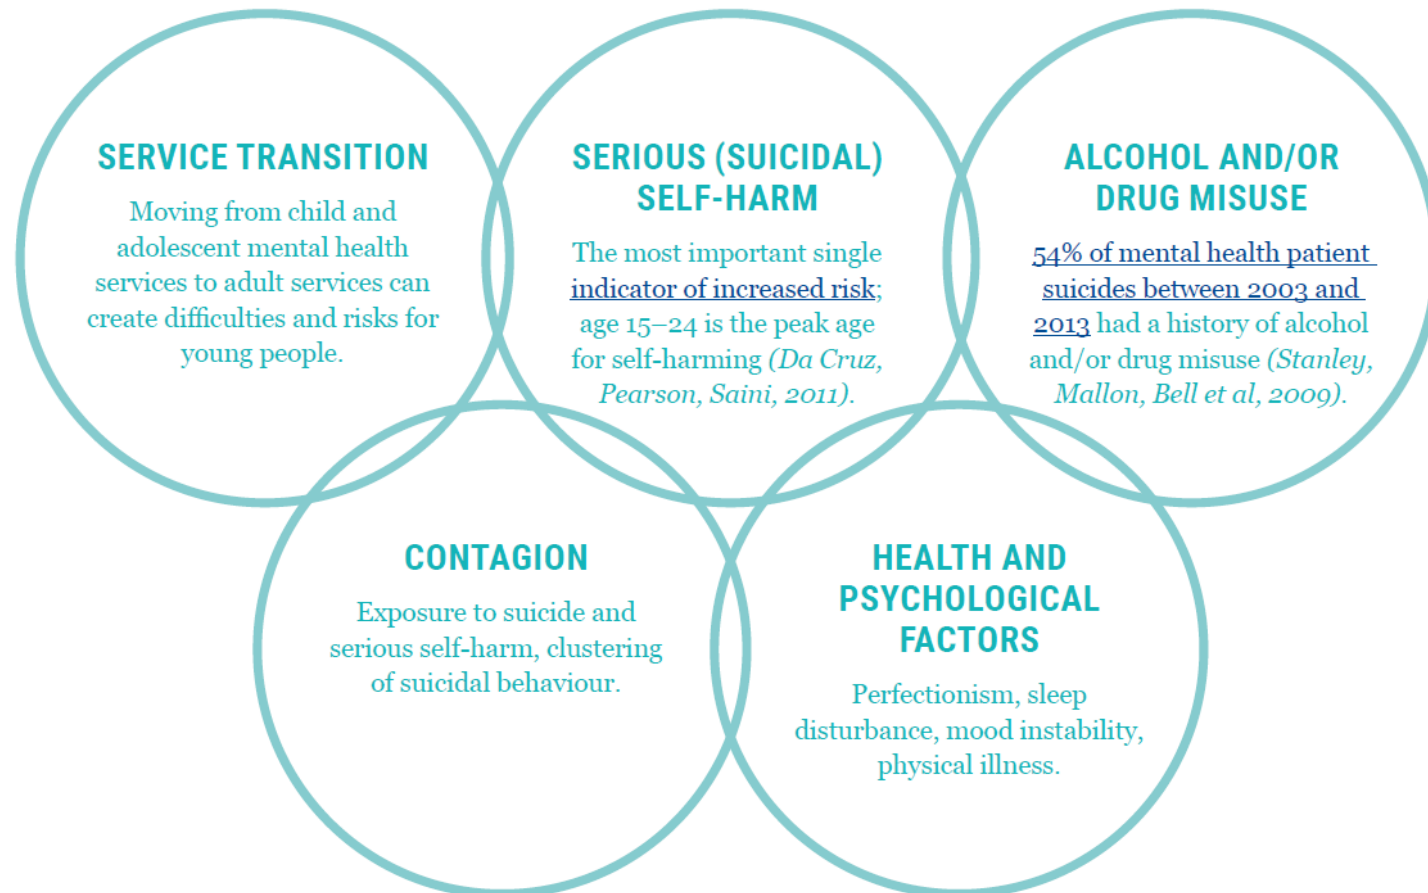 SERVICE TRANSITION
Moving from child and
adolescent mental health
services to adult services can
create difficulties and risks for
young people.
SERIOUS (SUICIDAL)
SELF-HARM
The most important single
indicator of increased risk;
age 15–24 is the peak age
for self-harming (Da Cruz,
Pearson, Saini, 2011).
ALCOHOL AND/OR
DRUG MISUSE
54% of mental health patient
suicides between 2003 and
2013 had a history of alcohol
and/or drug misuse (Stanley,
Mallon, Bell et al, 2009).
CONTAGION
Exposure to suicide and
serious self-harm, clustering
of suicidal behaviour.
HEALTH AND
PSYCHOLOGICAL
FACTORS
Perfectionism, sleep
disturbance, mood instability,
physical illness.